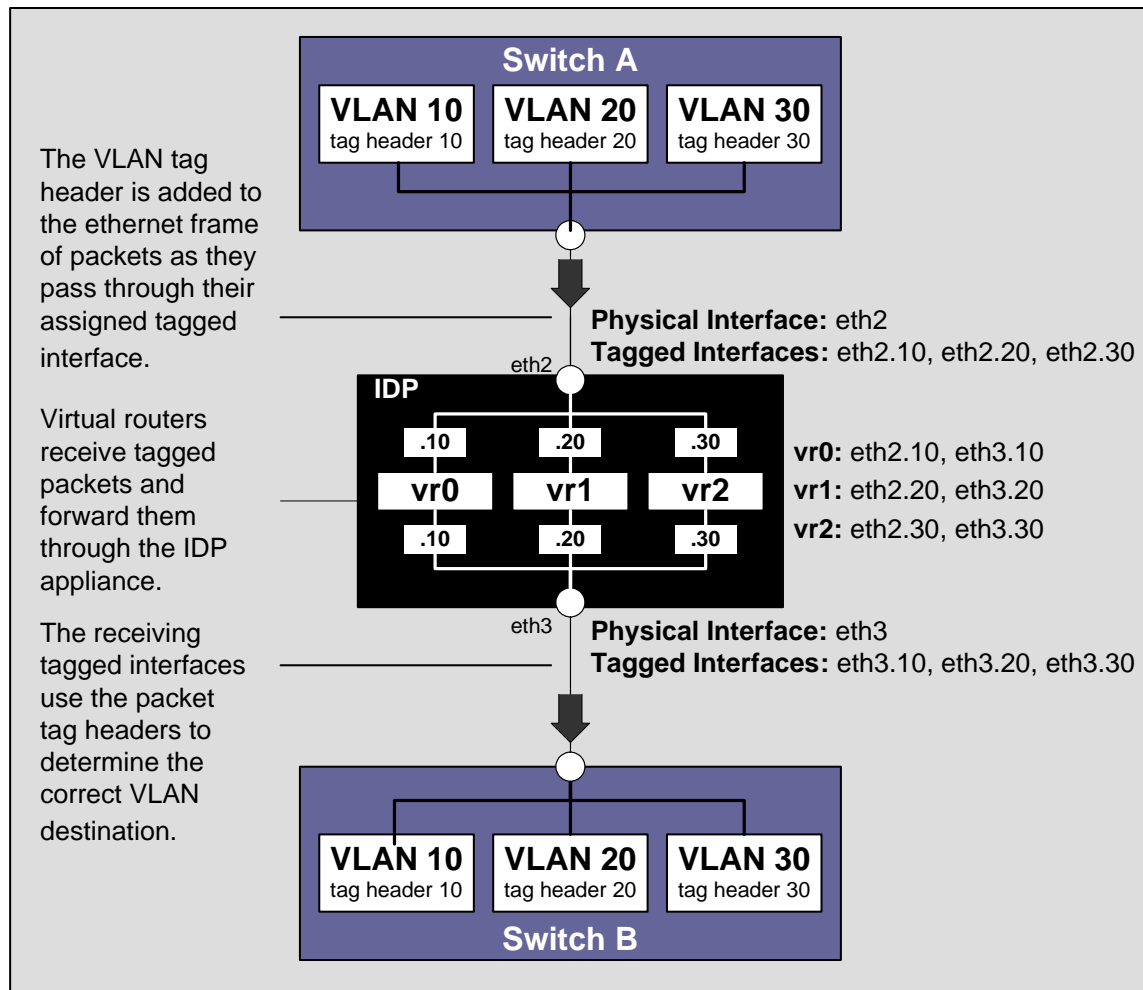 Switch A
VLAN 10
tag header 10
VLAN 20
tag header 20
VLAN 30
tag header 30
The VLAN tag
header is added to
the ethernet frame
of packets as they
pass through their
assigned tagged
interface.
Physical Interface: eth2
Tagged Interfaces: eth2.10, eth2.20, eth2.30
eth2
IDP
.10
.20
.30
vr0
vr1
vr2
.10
.20
.30
Virtual routers
receive tagged
packets and
forward them
through the IDP
appliance.
vr0: eth2.10, eth3.10
vr1: eth2.20, eth3.20
vr2: eth2.30, eth3.30
eth3
Physical Interface: eth3
Tagged Interfaces: eth3.10, eth3.20, eth3.30
The receiving
tagged interfaces
use the packet
tag headers to
determine the
correct VLAN
destination.
VLAN 10
tag header 10
VLAN 20
tag header 20
VLAN 30
tag header 30
Switch B